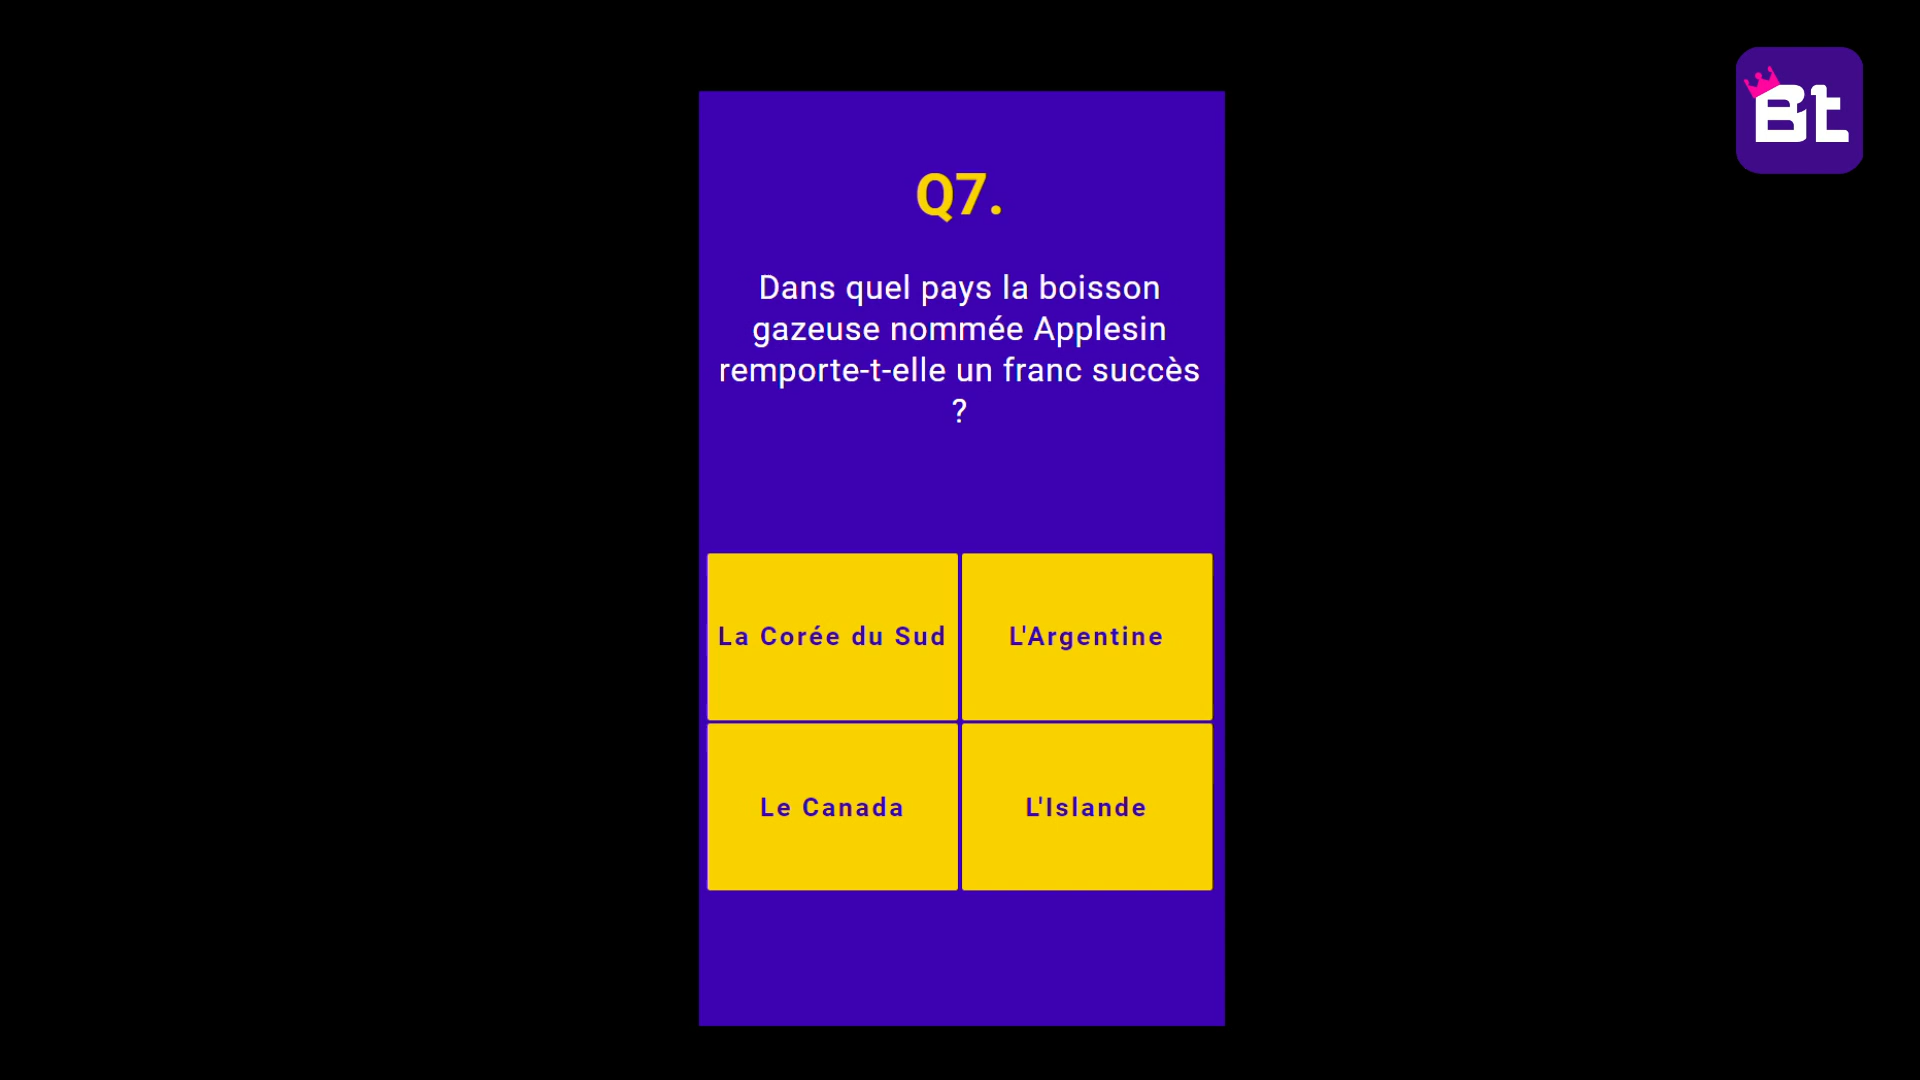 Bt
Q7.
Dans quel pays la boisson
gazeuse nommée Applesin
remporte-t-elle un franc succès
?
La Corée du Sud
L'Argentine
Le Canada
L'Islande